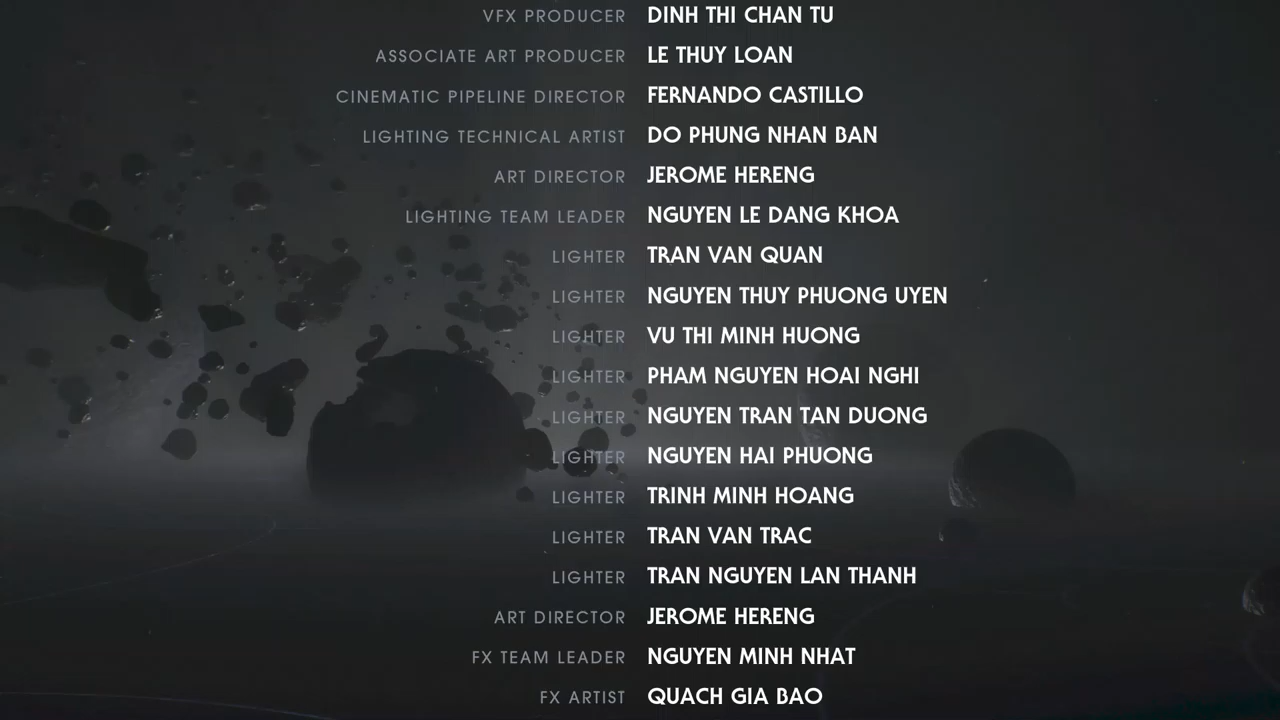 VFX PRODUCER DINH THI CHAN TU
ASSOCIATE ART PRODUCER LE THUY LOAN
CINEMATIC PIPELINE DIRECTOR FERNANDO CASTILLO
LIGHTING TECHNICAL ARTIST DO PHUNG NHAN BAN
ART DIRECTOR JEROME HERENG
LIGHTING TEAM LEADER NGUYEN LE DANG KHOA
LIGHTER TRAN VAN QUAN
LIGHTER NGUYEN THUY PHUONG UYEN
LIGHTER VU THI MINH HUONG
LIGHTER PHAM NGUYEN HOAI NGHI
LIGHTER NGUYEN TRAN TAN DUONG
LIGHTER NGUYEN HAI PHUONG
LIGHTER TRINH MINH HOANG
LIGHTER TRAN VAN TRAC
LIGHTER TRAN NGUYEN LAN THANH
ART DIRECTOR JEROME HERENG
FX TEAM LEADER NGUYEN MINH NHAT
FX ARTIST QUACH GIA BAO